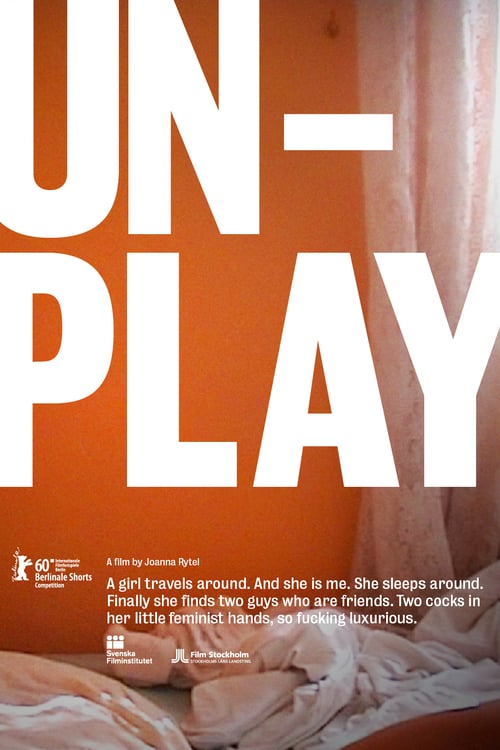 UN–
PLAY
60
Internationale
Filmfestspiele
Berlin
Berlinale Shorts
Competition
A film by Joanna Rytel
A girl travels around. And she is me. She sleeps around.
Finally she finds two guys who are friends. Two cocks in
her little feminist hands, so fucking luxurious.
Svenska
Filminstitutet
Film Stockholm
STOCKHOLMS LÄNS LANDSTING